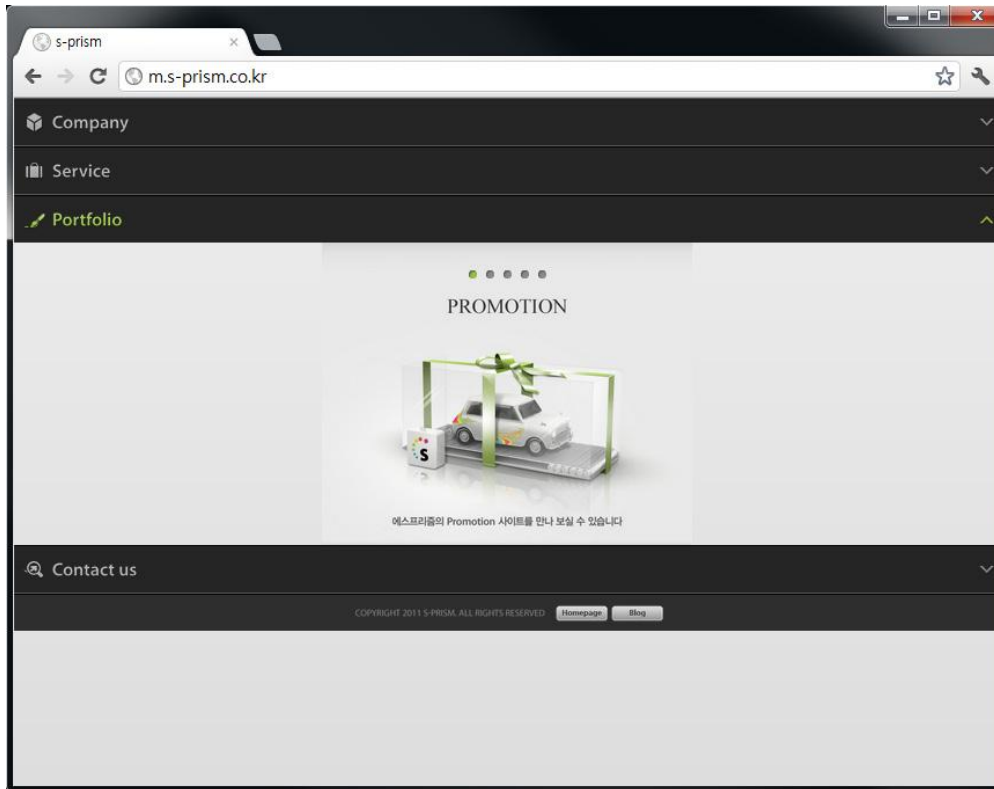 s-prism
m.s-prism.co.kr
Company
Service
Portfolio
PROMOTION
S
에스프리즘의 Promotion 사이트를 만나 보실 수 있습니다
Contact us
COPYRIGHT 2011 S-PRISM. ALL RIGHTS RESERVED Homepage Blog